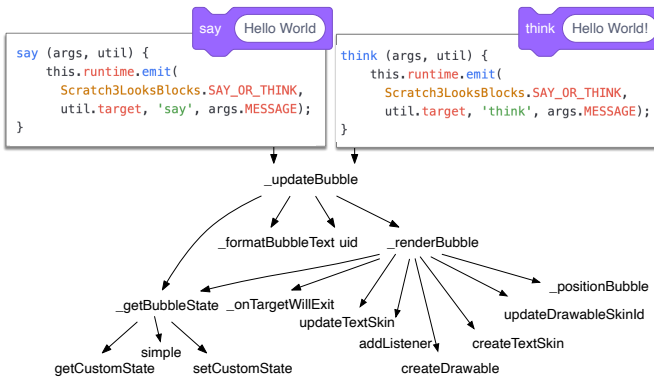 say Hello World
think Hello World!
say (args, util) {
    this.runtime.emit(
      Scratch3LooksBlocks.SAY_OR_THINK,
      util.target, 'say', args.MESSAGE);
}
think (args, util) {
    this.runtime.emit(
      Scratch3LooksBlocks.SAY_OR_THINK,
      util.target, 'think', args.MESSAGE);
}
_updateBubble
_formatBubbleText uid _renderBubble
_positionBubble
_getBubbleState _onTargetWillExit
updateDrawableSkinId
updateTextSkin
addListener createTextSkin
simple
getCustomState setCustomState createDrawable